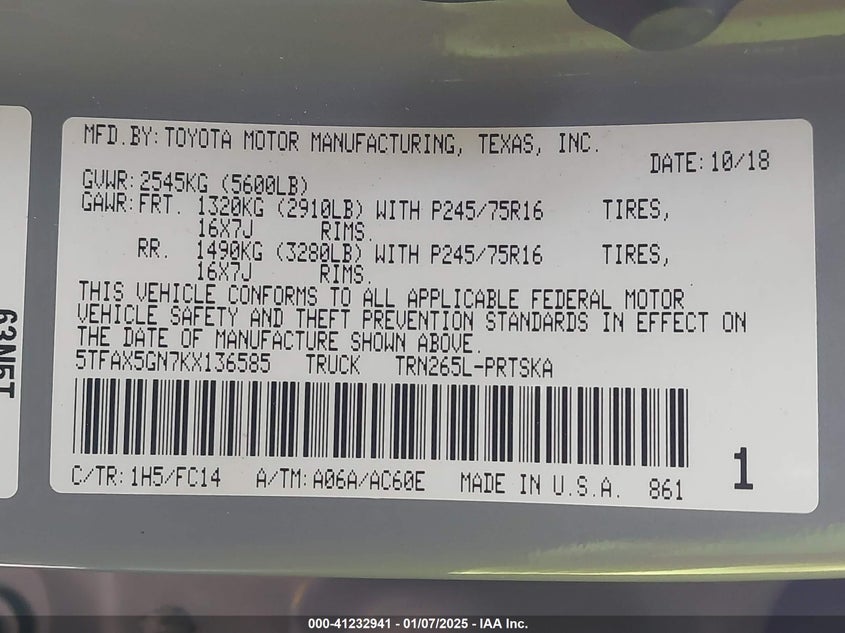 MFD.BY: TOYOTA MOTOR MANUFACTURING, TEXAS, INC.
DATE: 10/18
GVWR: 2545KG (5600LB)
GAWR: FRT. 1320KG (2910LB) WITH P245/75R16 TIRES,
16X7J RIMS.
RR. 1490KG (3280LB) WITH P245/75R16 TIRES,
16X7J RIMS.
THIS VEHICLE CONFORMS TO ALL APPLICABLE FEDERAL MOTOR
VEHICLE SAFETY AND THEFT PREVENTION STANDARDS IN EFFECT ON
THE DATE OF MANUFACTURE SHOWN ABOVE.
5TFAX5GN7KX136585 TRUCK TRN265L-PRTSKA
C/TR: 1H5/FC14 A/TM: A06A/AC60E MADE IN U.S.A. 861
1
63N5T
000-41232941 - 01/07/2025 - IAA Inc.